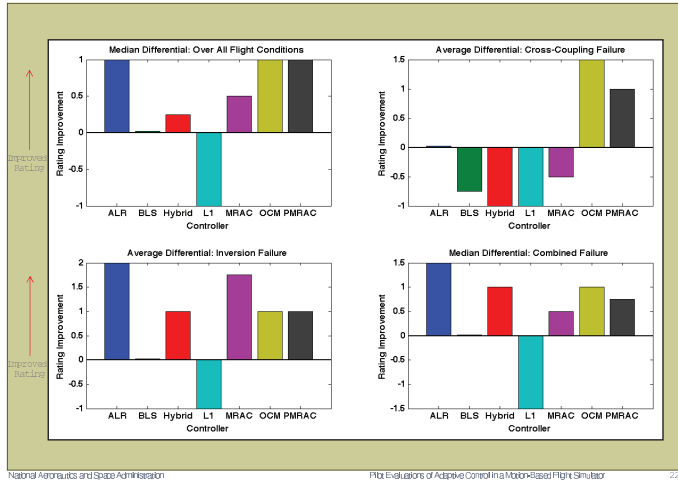 Median Differential: Over All Flight Conditions
1
0.5
0
-0.5
-1
Rating Improvement
ALR BLS Hybrid L1 MRAC OCM PMRAC
Controller
Average Differential: Cross-Coupling Failure
1.5
1
0.5
0
-0.5
-1
Rating Improvement
ALR BLS Hybrid L1 MRAC OCM PMRAC
Controller
Improved
Rating
Average Differential: Inversion Failure
2
1.5
1
0.5
0
-0.5
-1
Rating Improvement
ALR BLS Hybrid L1 MRAC OCM PMRAC
Controller
Median Differential: Combined Failure
1.5
1
0.5
0
-0.5
-1
-1.5
Rating Improvement
ALR BLS Hybrid L1 MRAC OCM PMRAC
Controller
Improved
Rating
National Aeronautics and Space Administration
Pilot Evaluations of Adaptive Control in a Motion-Based Flight Simulator
22